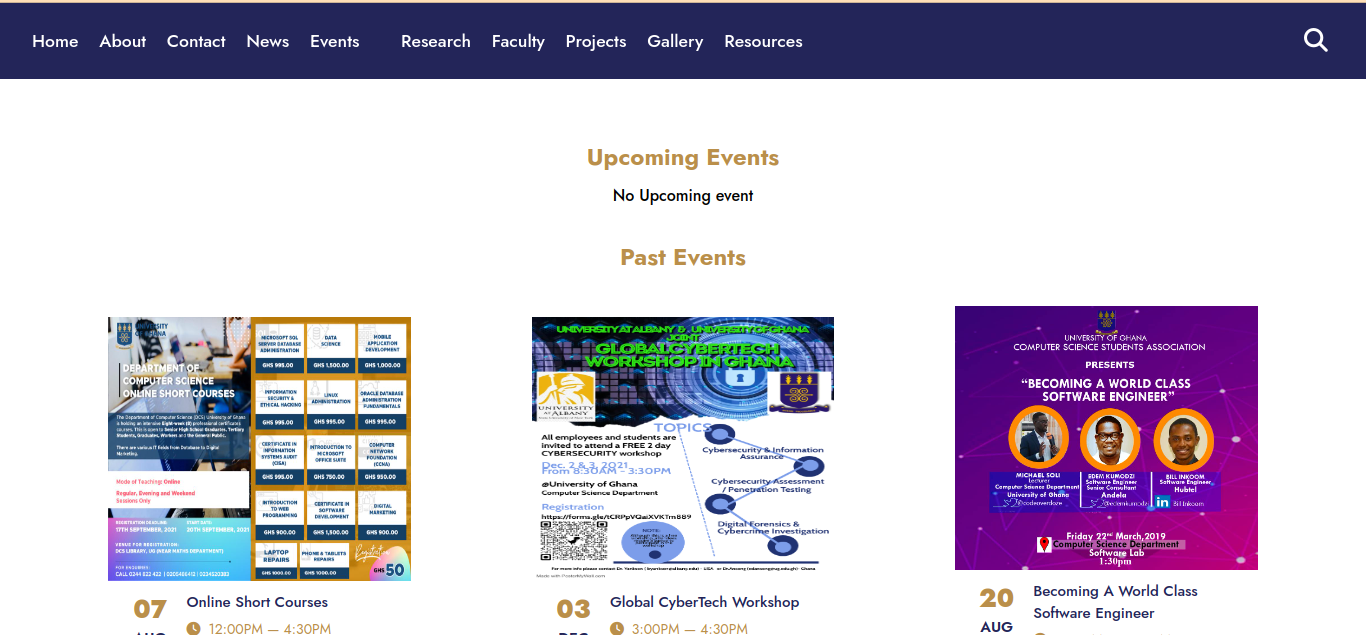 Home About Contact News Events Research Faculty Projects Gallery Resources
Upcoming Events
No Upcoming event
Past Events
UNIVERSITY
OF GHANA
DEPARTMENT OF
COMPUTER SCIENCE
ONLINE SHORT COURSES
The Department of Computer Science (DCS) University of Ghana
is holding an intensive Eight-week (8) professional certificates
courses. This is open to Senior High School Graduates, Tertiary
Students, Graduates, Workers and the General Public.
There are various IT fields from Database to Digital
Marketing.
Mode of Teaching: Online
Regular, Evening and Weekend
Sessions Only
REGISTRATION DEADLINE: START DATE:
17TH SEPTEMBER, 2021 20TH SEPTEMBER, 2021
VENUE FOR REGISTRATION:
DCS LIBRARY, UG (NEAR MATHS DEPARTMENT)
FOR ENQUIRIES:
MICROSOFT SQL
SERVER DATABASE
ADMINISTRATION
GHS 995.00
DATA
SCIENCE
GHS 1,500.00
MOBILE
APPLICATION
DEVELOPMENT
GHS 1,000.00
INFORMATION
SECURITY &
ETHICAL HACKING
GHS 995.00
LINUX
ADMINISTRATION
GHS 995.00
ORACLE DATABASE
ADMINISTRATION
FUNDAMENTALS
GHS 995.00
CERTIFICATE IN
INFORMATION
SYSTEMS AUDIT
(CISA)
GHS 995.00
INTRODUCTION TO
MICROSOFT
OFFICE SUITE
GHS 750.00
COMPUTER
NETWORK
FOUNDATION
(CCNA)
GHS 950.00
INTRODUCTION
TO WEB
PROGRAMMING
GHS 900.00
CERTIFICATE IN
SOFTWARE
DEVELOPMENT
GHS 1,500.00
DIGITAL
MARKETING
GHS 900.00
LAPTOP
REPAIRS
GHS 1000.00
PHONE & TABLETS
REPAIRS
GHS 1000.00
Registration
GHS 50
07
AUG
Online Short Courses
12:00PM — 4:30PM
UNIVERSITY AT ALBANY & UNIVERSITY OF GHANA
JOINT
GLOBAL CYBERTECH
WORKSHOP IN GHANA
UNIVERSITY
AT ALBANY
TOPICS
All employees and students are
invited to attend a FREE 2 day
CYBERSECURITY workshop
Dec. 2 & 3, 2021
From 8:30AM - 3:30PM
@University of Ghana
Computer Science Department
Registration
https://forms.gle/tCRPpVQaiXVKTm8B9
NOTE:
Cybersecurity & Information
Assurance
Cybersecurity Assessment
/ Penetration Testing
Digital Forensics &
Cybercrime Investigation
Made with PosterMyWall.com
03
DEC
Global CyberTech Workshop
3:00PM — 4:30PM
UNIVERSITY OF GHANA
COMPUTER SCIENCE STUDENTS ASSOCIATION
PRESENTS
“BECOMING A WORLD CLASS
SOFTWARE ENGINEER”
MICHAEL SOLI
Lecturer
Computer Science Department
University of Ghana
EDEM KUMODZI
Software Engineer
Senior Consultant
Andela
@edemkumodzi
BILL INKOOM
Software Engineer,
Hubtel
in Bill Inkoom
Friday 22nd March,2019
Computer Science Department
Software Lab
1:30pm
20
AUG
Becoming A World Class
Software Engineer